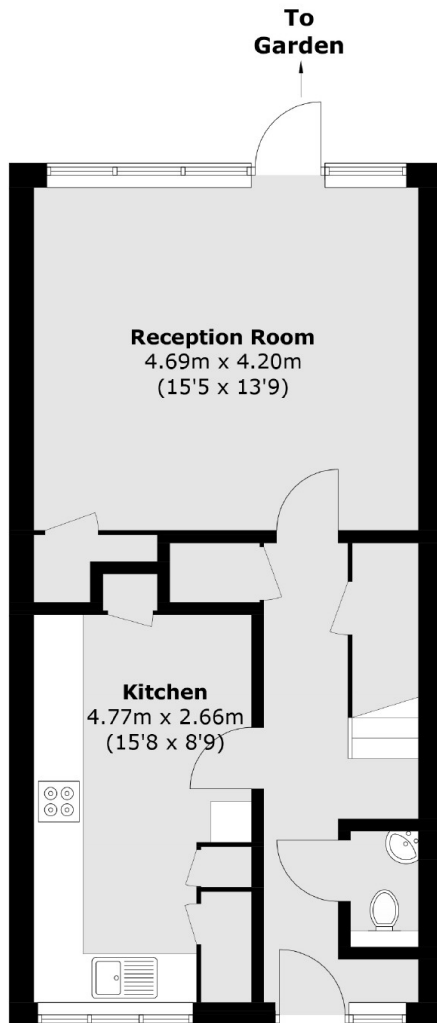 To
Garden
Reception Room
4.69m x 4.20m
(15'5 x 13'9)
Kitchen
4.77m x 2.66m
(15'8 x 8'9)